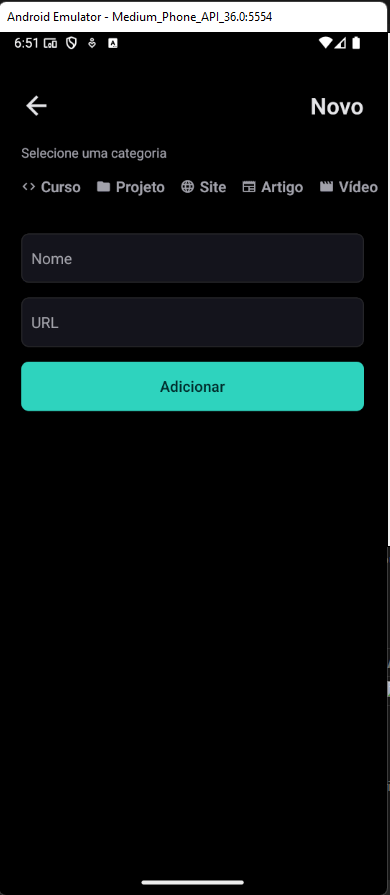 Android Emulator - Medium_Phone_API_36.0:5554
6:51
Novo
Selecione uma categoria
<> Curso Projeto Site Artigo Vídeo
Nome
URL
Adicionar